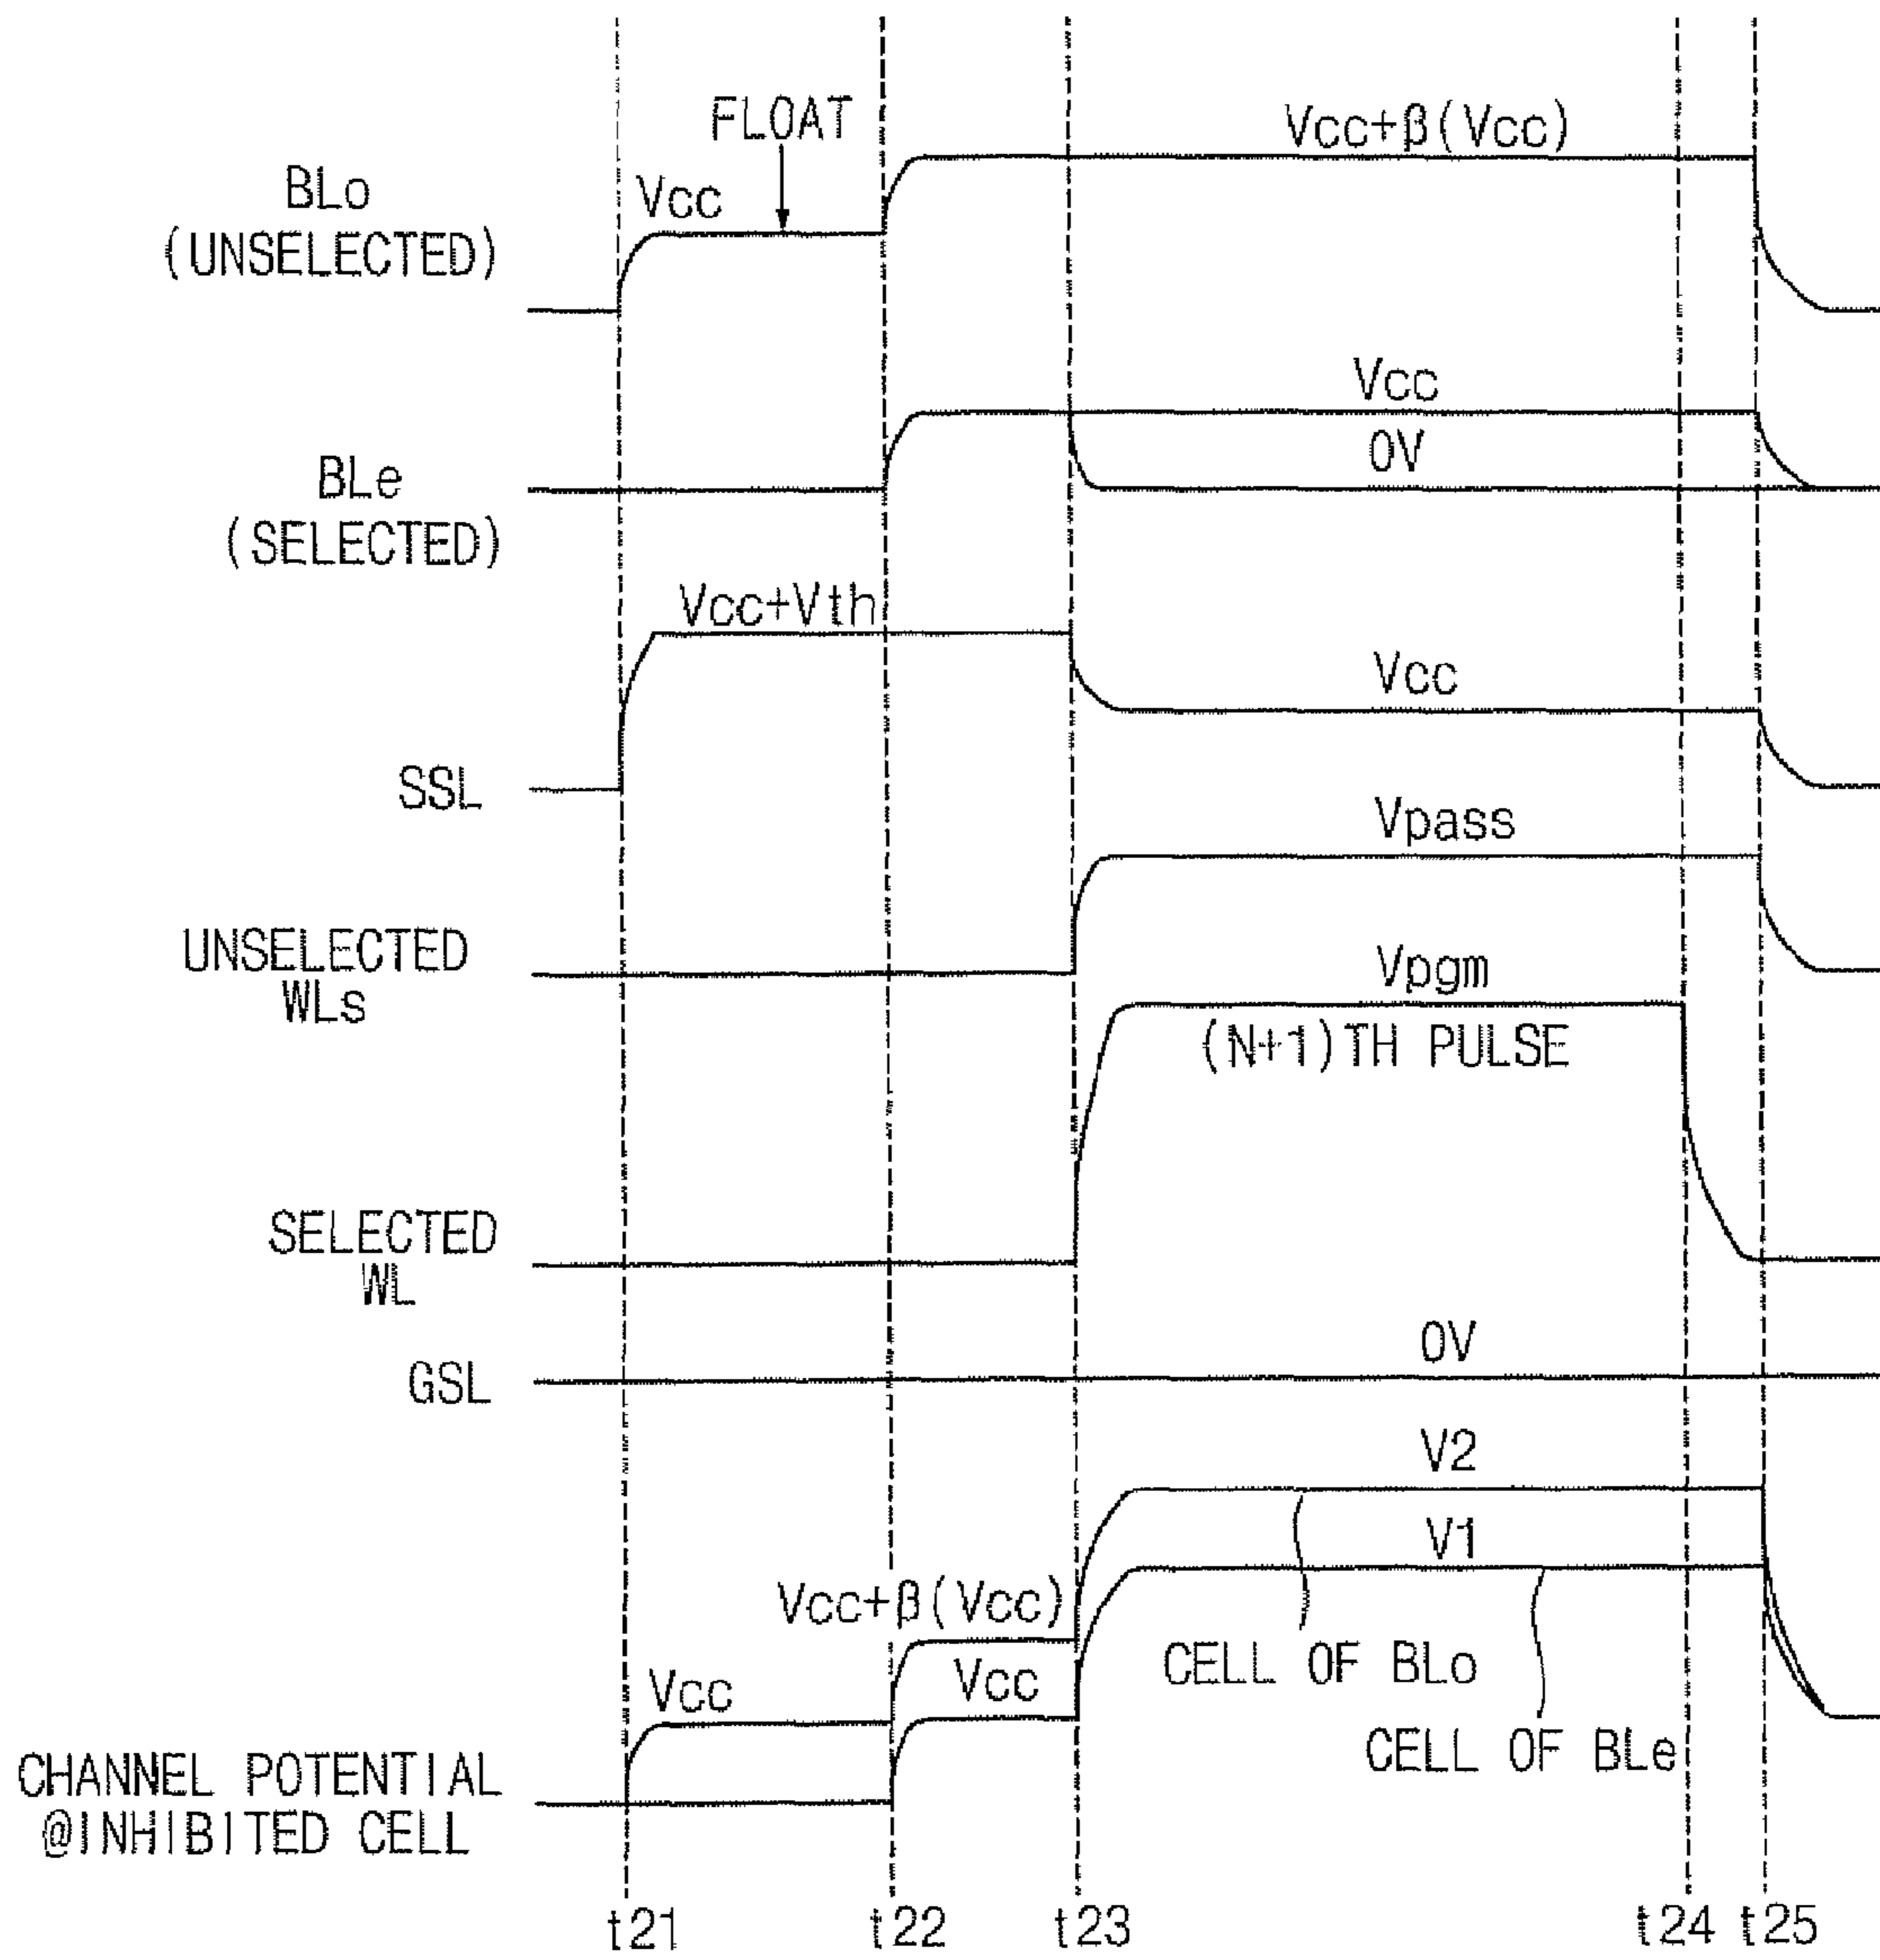 FLOAT
Vcc+β(Vcc)
BLo
(UNSELECTED)
Vcc
Vcc
0V
BLe
(SELECTED)
Vcc+Vth
Vcc
SSL
Vpass
UNSELECTED
WLs
Vpgm
(N+1)TH PULSE
SELECTED
WL
0V
GSL
V2
V1
Vcc+β(Vcc)
CELL OF BLo
Vcc
Vcc
CELL OF BLe
CHANNEL POTENTIAL
@INHIBITED CELL
t21 t22 t23 t24 t25